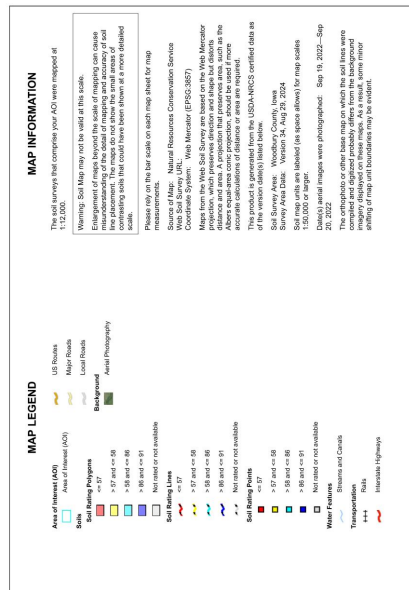 MAP LEGEND
Area of Interest (AOI)
Area of Interest (AOI)
Soils
Soil Rating Polygons
<= 57
> 57 and <= 58
> 58 and <= 86
> 86 and <= 91
Not rated or not available
Soil Rating Lines
<= 57
> 57 and <= 58
> 58 and <= 86
> 86 and <= 91
Not rated or not available
Soil Rating Points
<= 57
> 57 and <= 58
> 58 and <= 86
> 86 and <= 91
Not rated or not available
Water Features
Streams and Canals
Transportation
Rails
Interstate Highways
US Routes
Major Roads
Local Roads
Background
Aerial Photography
MAP INFORMATION
The soil surveys that comprise your AOI were mapped at
1:12,000.
Warning: Soil Map may not be valid at this scale.
Enlargement of maps beyond the scale of mapping can cause
misunderstanding of the detail of mapping and accuracy of soil
line placement. The maps do not show the small areas of
contrasting soils that could have been shown at a more detailed
scale.
Please rely on the bar scale on each map sheet for map
measurements.
Source of Map: Natural Resources Conservation Service
Web Soil Survey URL:
Coordinate System: Web Mercator (EPSG:3857)
Maps from the Web Soil Survey are based on the Web Mercator
projection, which preserves direction and shape but distorts
distance and area. A projection that preserves area, such as the
Albers equal-area conic projection, should be used if more
accurate calculations of distance or area are required.
This product is generated from the USDA-NRCS certified data as
of the version date(s) listed below.
Soil Survey Area: Woodbury County, Iowa
Survey Area Data: Version 34, Aug 29, 2024
Soil map units are labeled (as space allows) for map scales
1:50,000 or larger.
Date(s) aerial images were photographed: Sep 19, 2022—Sep
20, 2022
The orthophoto or other base map on which the soil lines were
compiled and digitized probably differs from the background
imagery displayed on these maps. As a result, some minor
shifting of map unit boundaries may be evident.